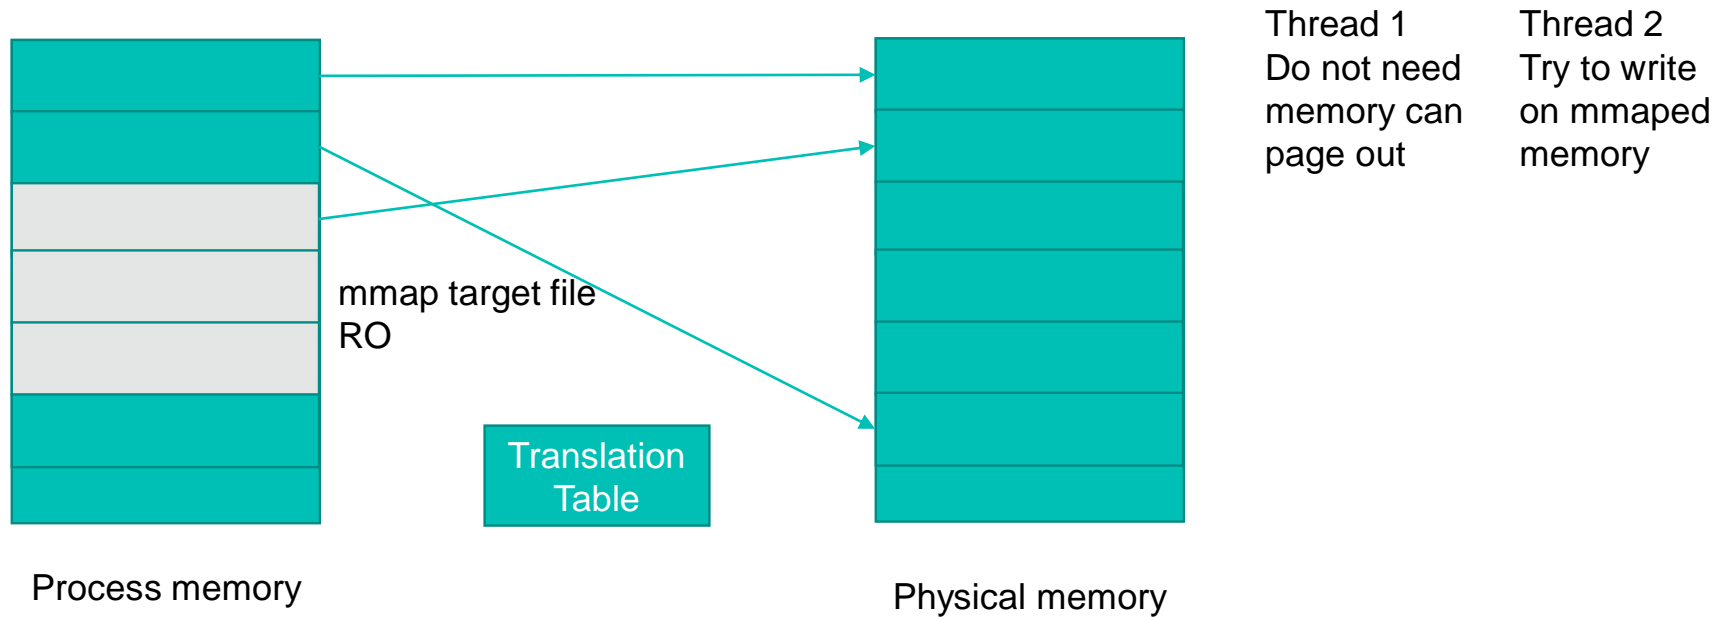 Thread 1
Do not need
memory can
page out
Thread 2
Try to write
on mmaped
memory
mmap target file
RO
Translation
Table
Process memory
Physical memory